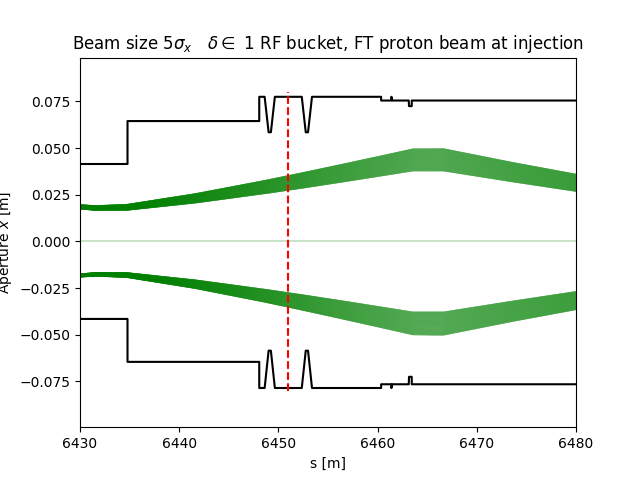 Beam size 5σₓ δ ∈ 1 RF bucket, FT proton beam at injection
Aperture x [m]
0.075
0.050
0.025
0.000
−0.025
−0.050
−0.075
6430 6440 6450 6460 6470 6480
s [m]